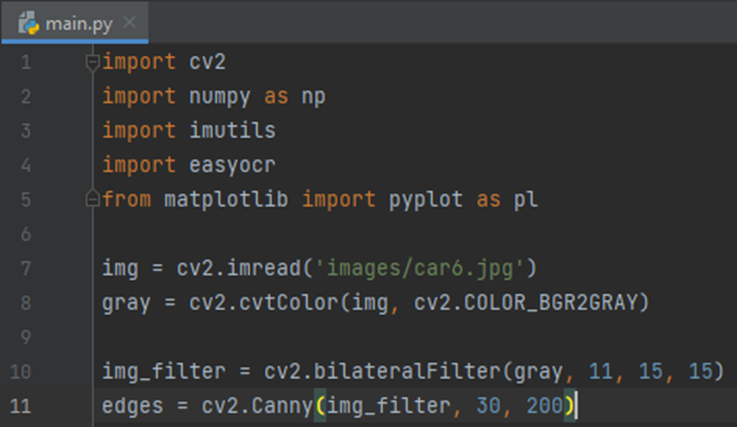 main.py
1 import cv2
2 import numpy as np
3 import imutils
4 import easyocr
5 from matplotlib import pyplot as pl
6
7 img = cv2.imread('images/car6.jpg')
8 gray = cv2.cvtColor(img, cv2.COLOR_BGR2GRAY)
9
10 img_filter = cv2.bilateralFilter(gray, 11, 15, 15)
11 edges = cv2.Canny(img_filter, 30, 200)